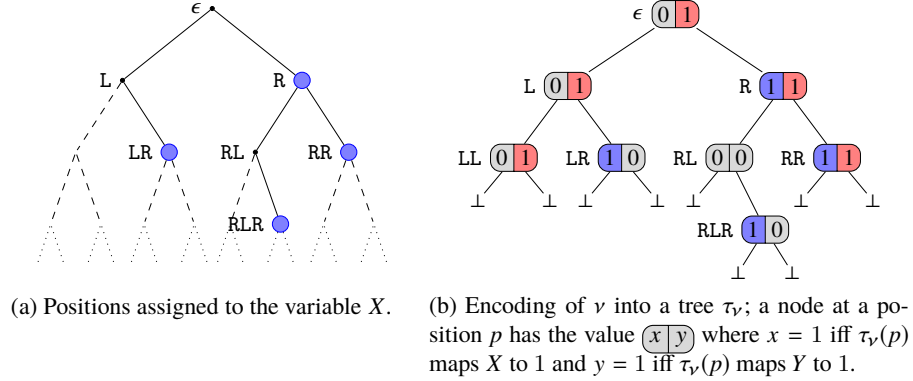 ϵ
L R
LR RL RR
RLR
(a) Positions assigned to the variable X.
ϵ 0 1
L 0 1 R 1 1
LL 0 1 LR 1 0 RL 0 0 RR 1 1
⊥ ⊥ ⊥ ⊥ ⊥ ⊥
RLR 1 0
⊥ ⊥
(b) Encoding of ν into a tree τν; a node at a po-
sition p has the value x y where x = 1 iff τν(p)
maps X to 1 and y = 1 iff τν(p) maps Y to 1.